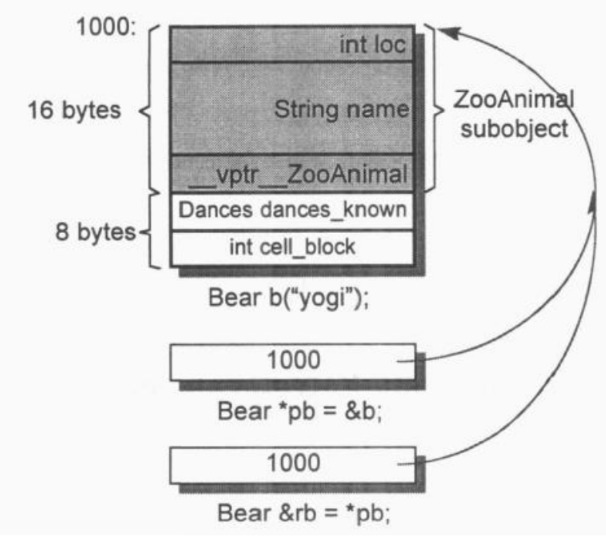 1000:
int loc
16 bytes
String name
ZooAnimal
subobject
__vptr__ZooAnimal
Dances dances_known
8 bytes
int cell_block
Bear b("yogi");
1000
Bear *pb = &b;
1000
Bear &rb = *pb;